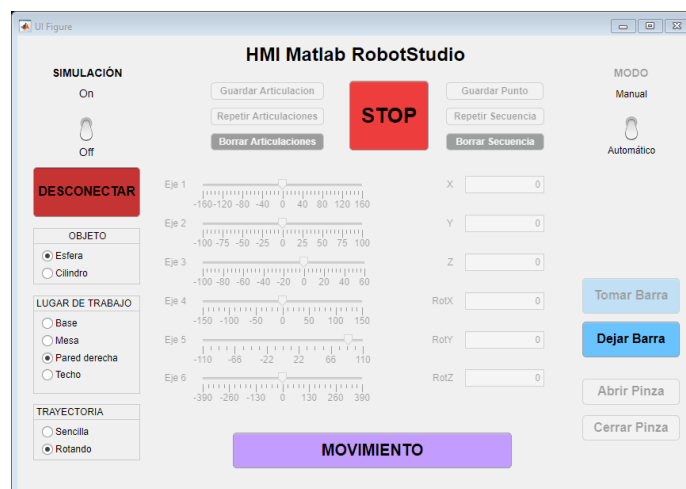 UI Figure
HMI Matlab RobotStudio
SIMULACIÓN
On
Off
DESCONECTAR
OBJETO
Esfera
Cilindro
LUGAR DE TRABAJO
Base
Mesa
Pared derecha
Techo
TRAYECTORIA
Sencilla
Rotando
Guardar Articulacion
Repetir Articulaciones
Borrar Articulaciones
STOP
Guardar Punto
Repetir Secuencia
Borrar Secuencia
MODO
Manual
Automático
Eje 1
-160 -120 -80 -40 0 40 80 120 160
Eje 2
-100 -75 -50 -25 0 25 50 75 100
Eje 3
-100 -80 -60 -40 -20 0 20 40 60
Eje 4
-150 -100 -50 0 50 100 150
Eje 5
-110 -66 -22 22 66 110
Eje 6
-390 -260 -130 0 130 260 390
X 0
Y 0
Z 0
RotX 0
RotY 0
RotZ 0
Tomar Barra
Dejar Barra
Abrir Pinza
Cerrar Pinza
MOVIMIENTO